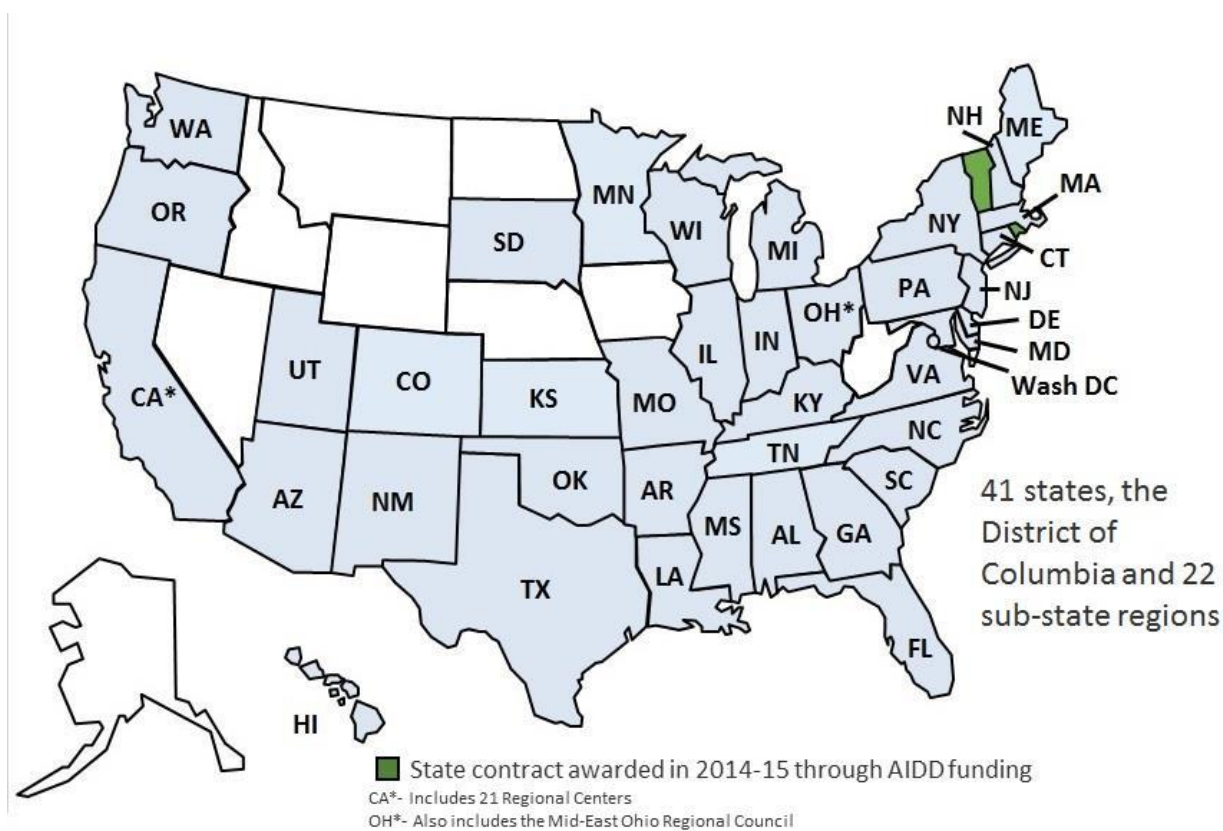 NH
ME
WA
MA
MN
OR
NY
WI
SD
MI
CT
PA
NJ
OH*
DE
IN
MD
IL
UT
VA
CO
Wash DC
CA*
KS
MO
KY
NC
TN
OK
SC
AR
AZ
NM
MS
AL
GA
41 states, the
District of
Columbia and 22
sub-state regions
LA
TX
FL
HI
State contract awarded in 2014-15 through AIDD funding
CA*- Includes 21 Regional Centers
OH*- Also includes the Mid-East Ohio Regional Council